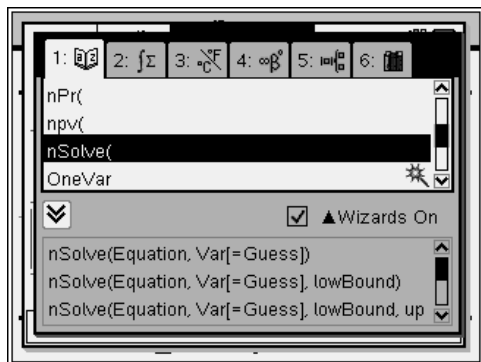 1: 2: ∫Σ 3: °C°F 4: ∞β° 5: 6:
nPr(
npv(
nSolve(
OneVar
▲Wizards On
nSolve(Equation, Var[=Guess])
nSolve(Equation, Var[=Guess], lowBound)
nSolve(Equation, Var[=Guess], lowBound, up